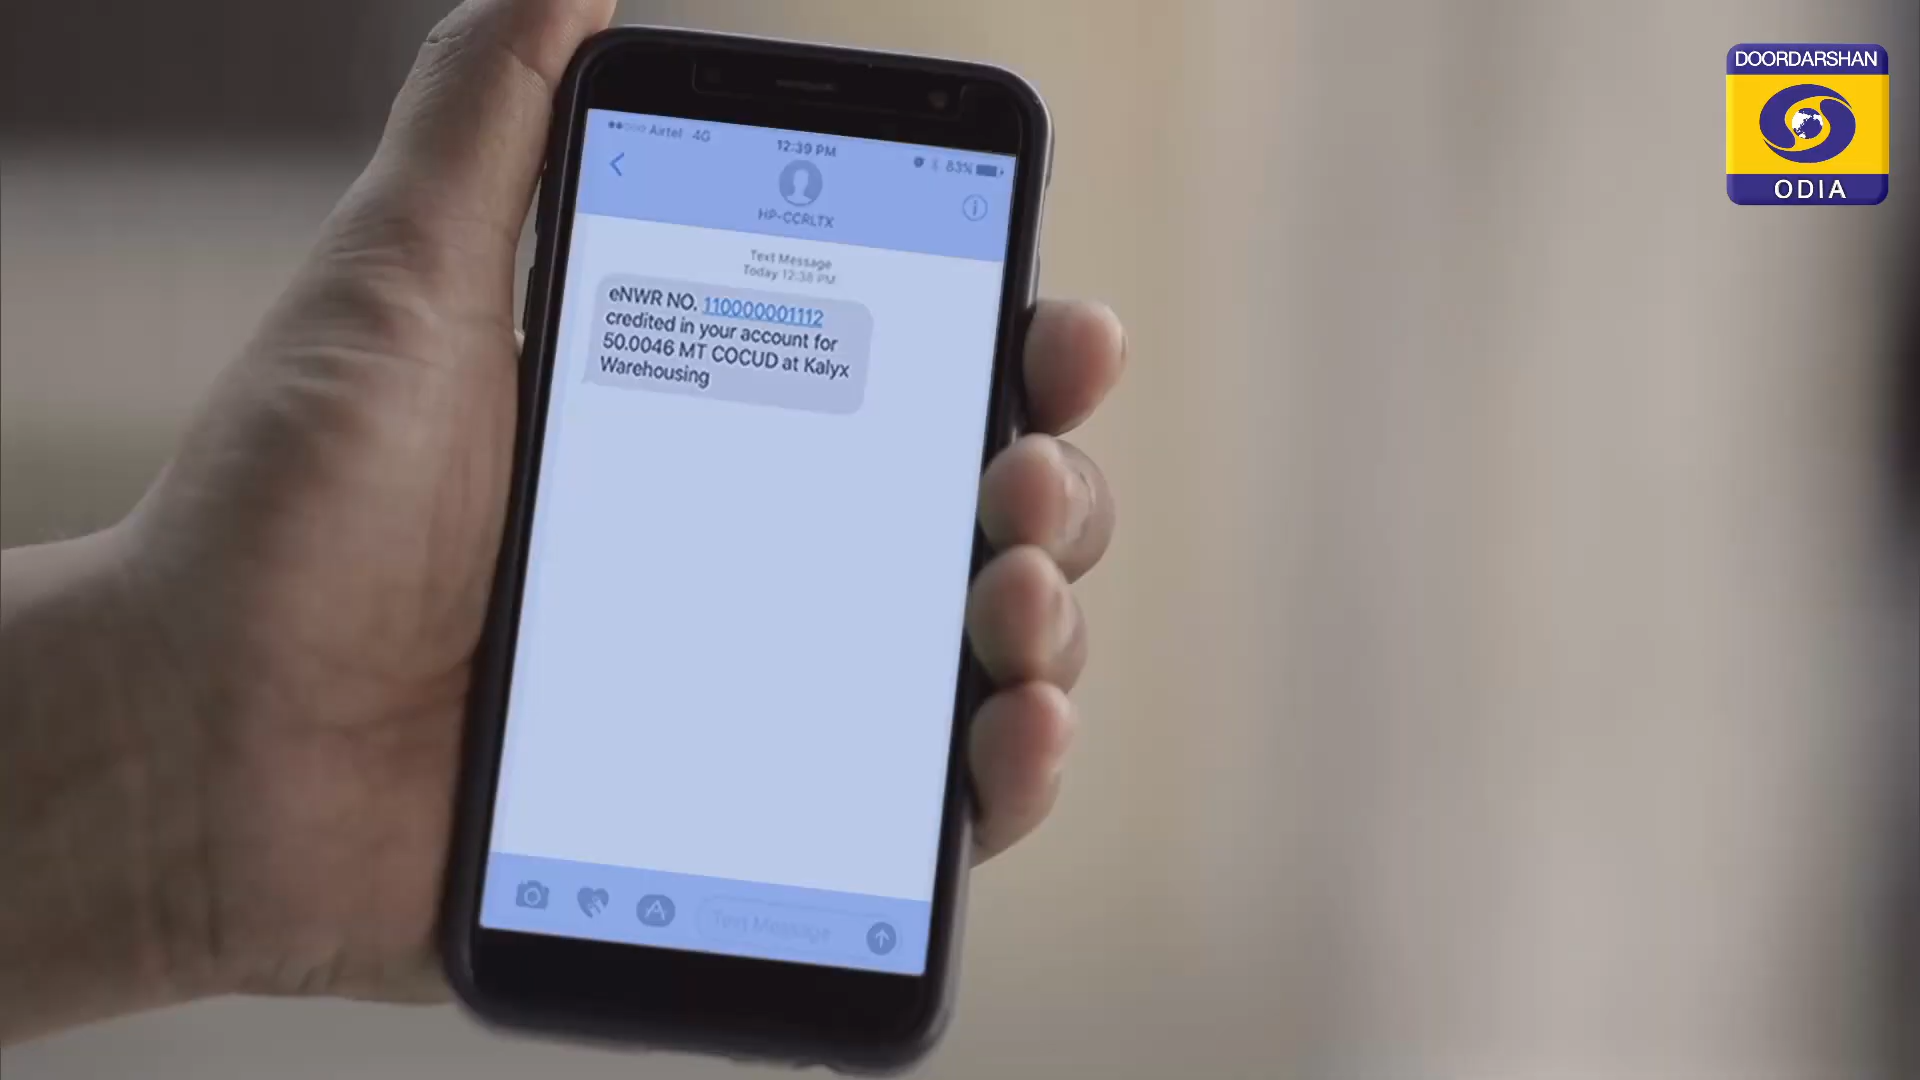 DOORDARSHAN
ODIA
Airtel 4G
12:39 PM
83%
HP-CCRLTX
Text Message
Today 12:38 PM
eNWR NO. 110000001112
credited in your account for
50.0046 MT COCUD at Kalyx
Warehousing
Text Message